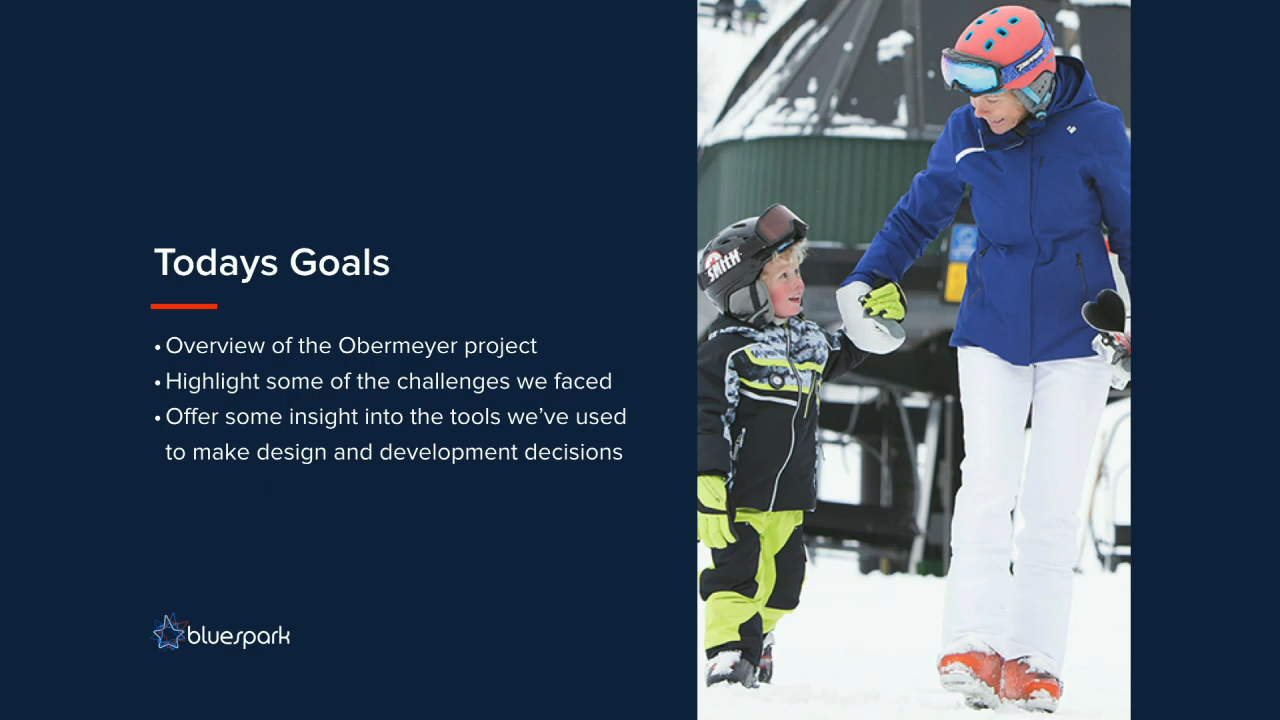 Todays Goals
• Overview of the Obermeyer project
• Highlight some of the challenges we faced
• Offer some insight into the tools we’ve used
to make design and development decisions
bluespark
SMITH